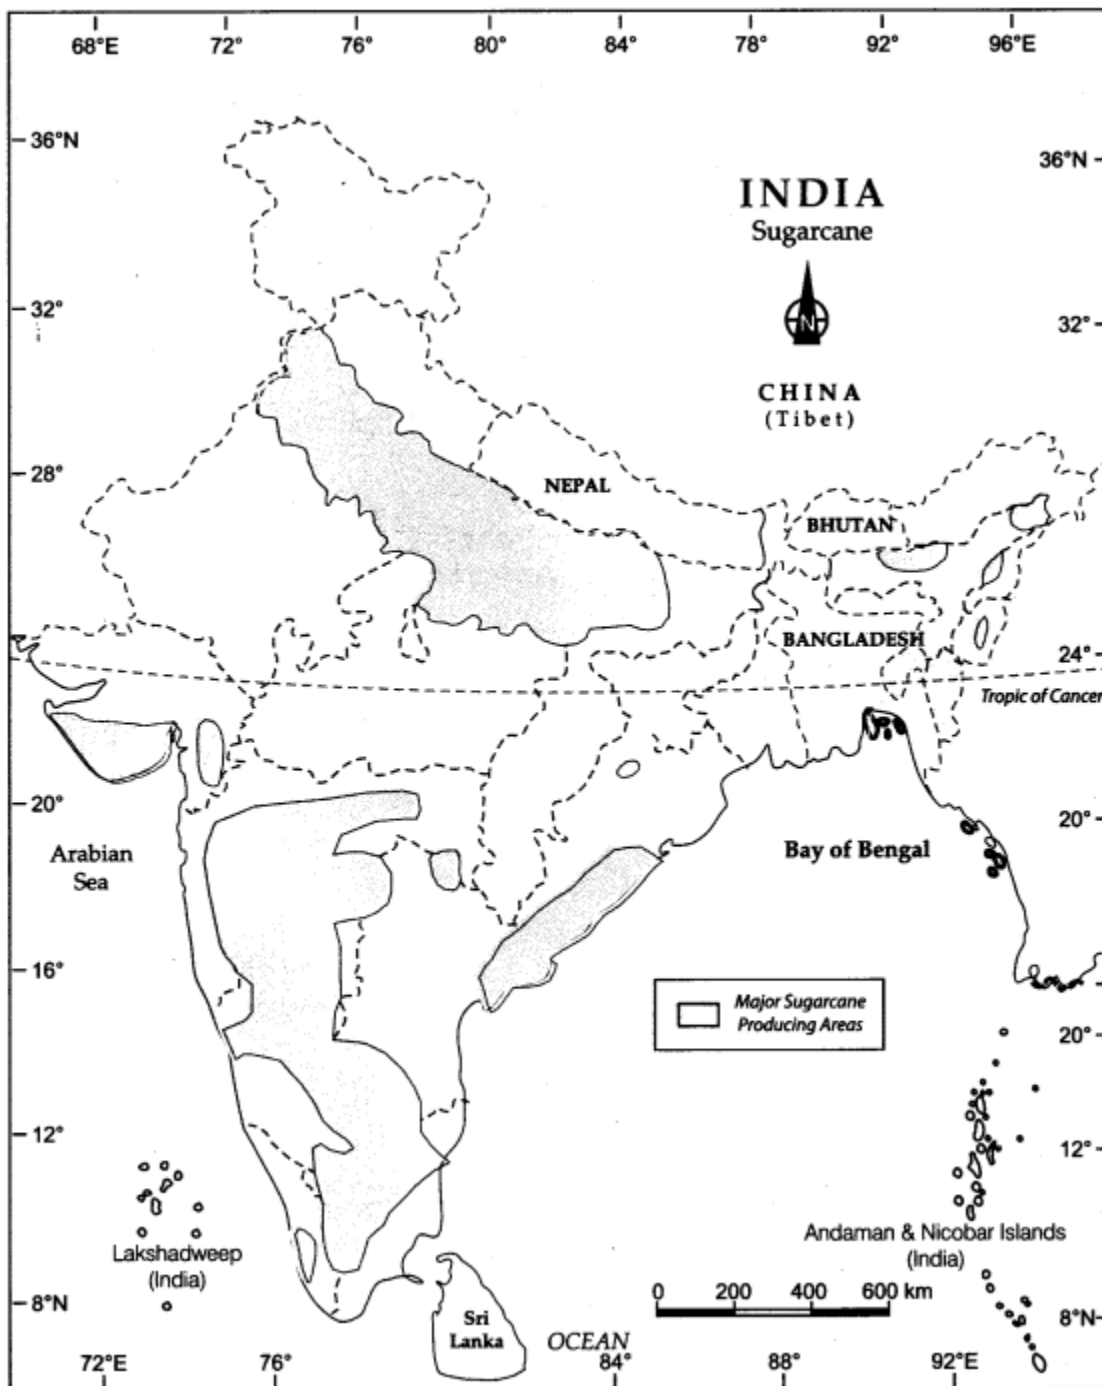 68°E 72° 76° 80° 84° 78° 92° 96°E
36°N
36°N
INDIA
Sugarcane
N
32°
32°
CHINA
(Tibet)
28°
NEPAL
28°
BHUTAN
24°
BANGLADESH
24°
Tropic of Cancer
20°
20°
Arabian
Sea
Bay of Bengal
16°
16°
Major Sugarcane
Producing Areas
20°
12°
12°
Lakshadweep
(India)
Andaman & Nicobar Islands
(India)
0 200 400 600 km
8°N
8°N
Sri
Lanka
OCEAN
72°E 76° 84° 88° 92°E